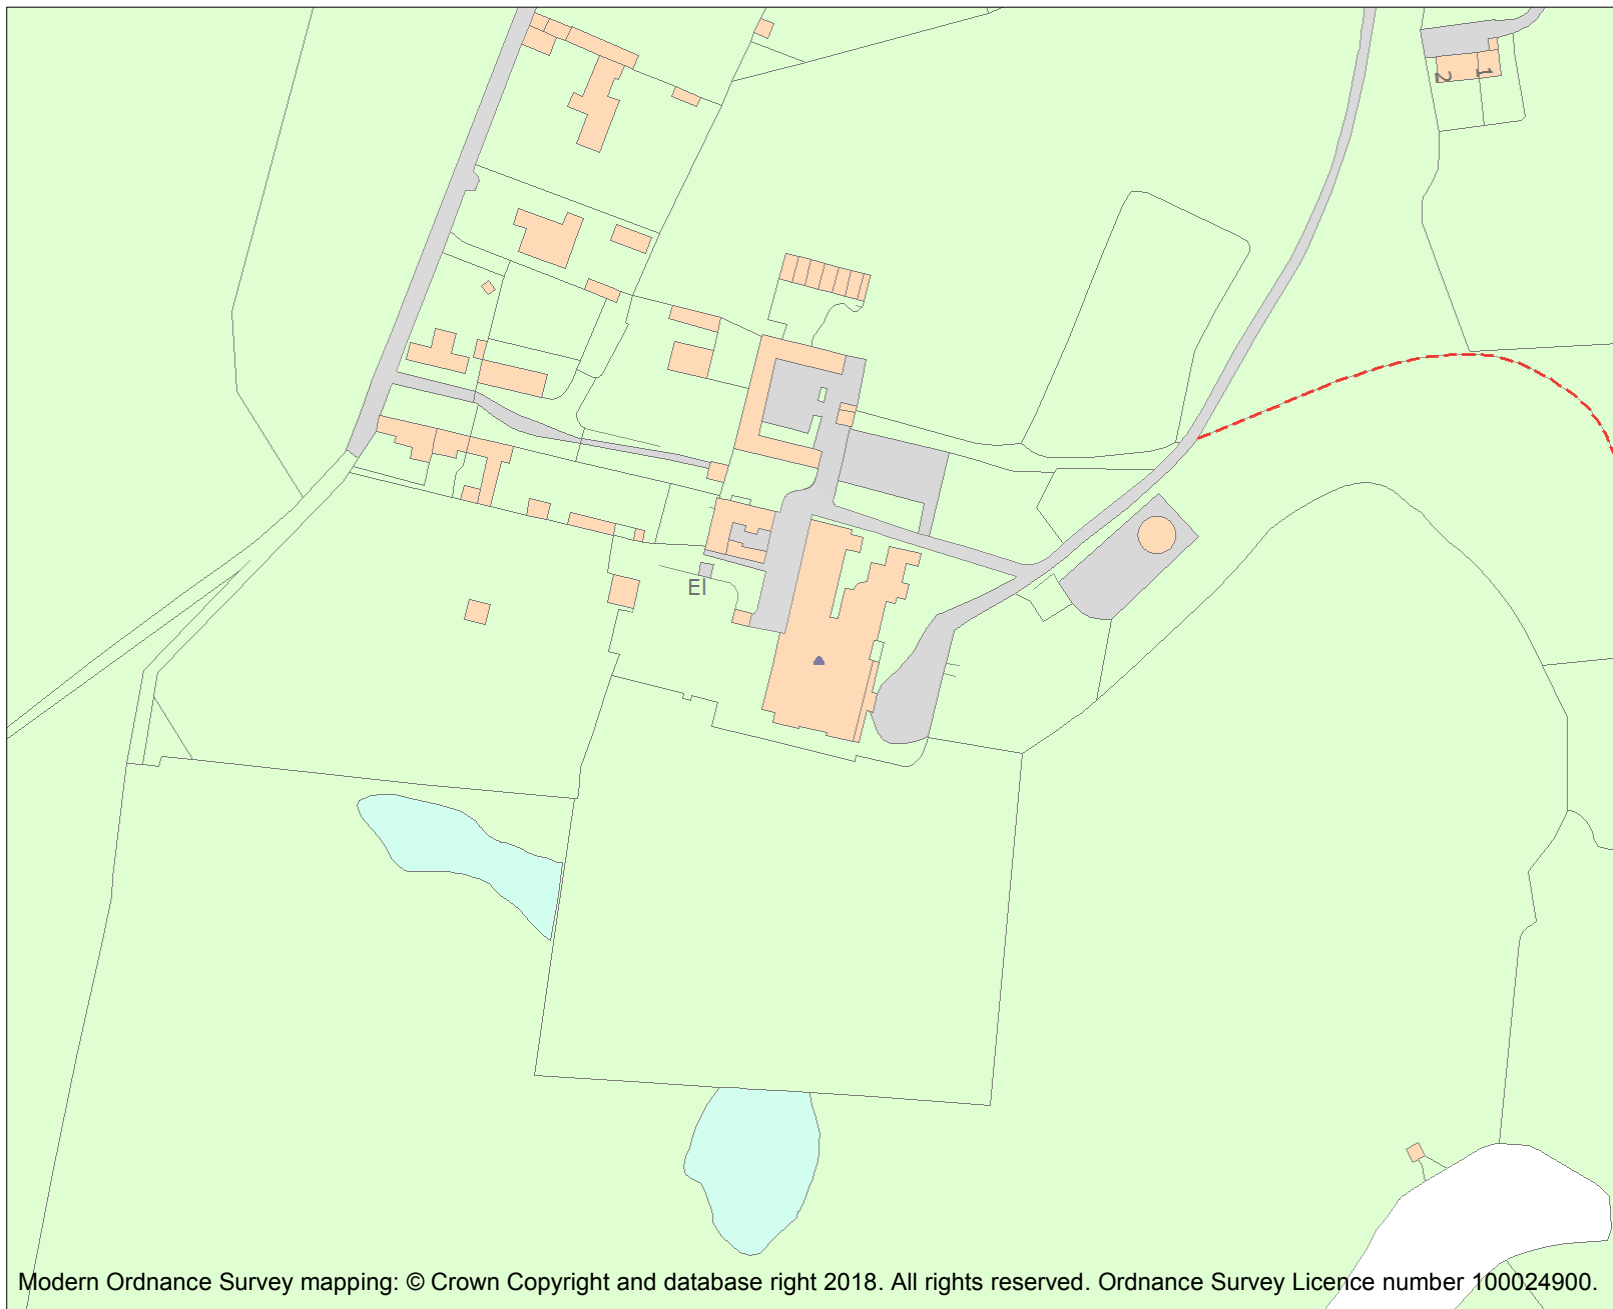 2 1
El
Modern Ordnance Survey mapping: © Crown Copyright and database right 2018. All rights reserved. Ordnance Survey Licence number 100024900.